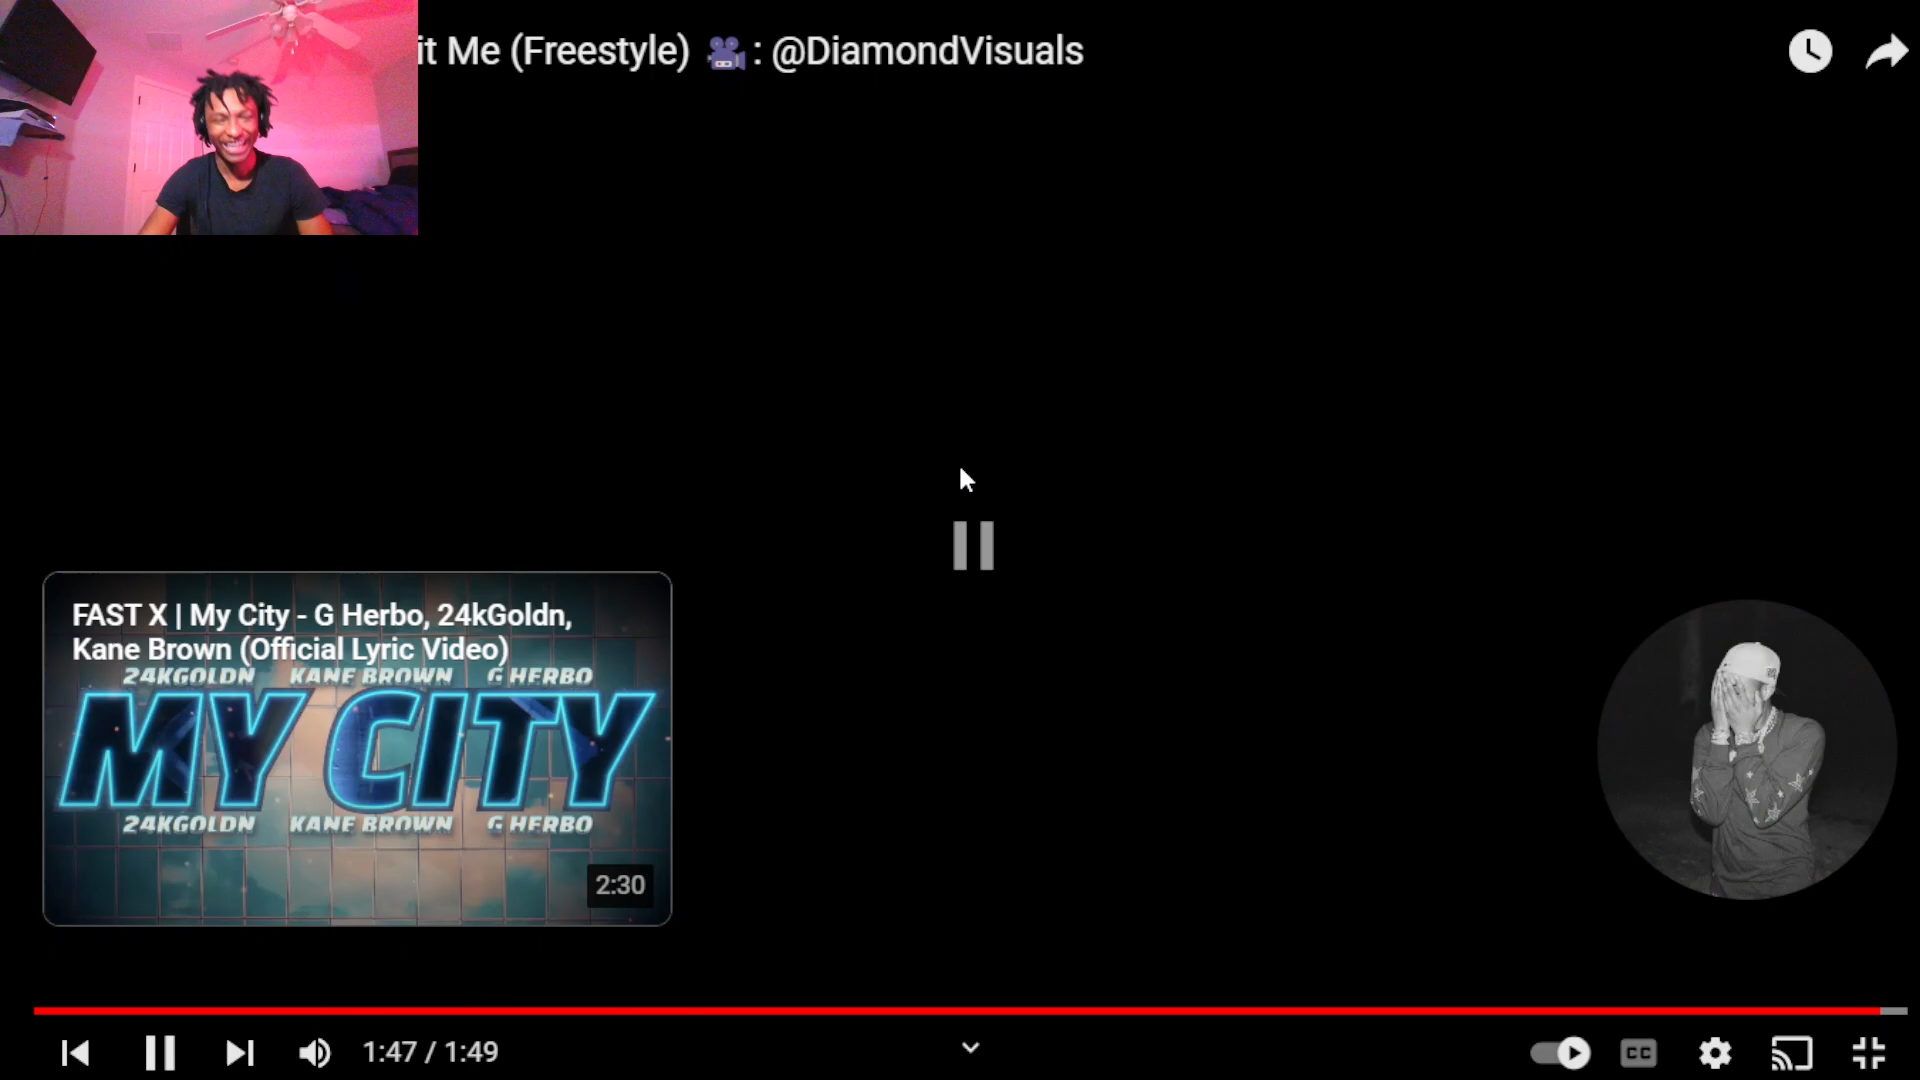 it Me (Freestyle) 🎥 : @DiamondVisuals
FAST X | My City - G Herbo, 24kGoldn,
Kane Brown (Official Lyric Video)
24KGOLDN KANE BROWN G HERBO
MY CITY
24KGOLDN KANE BROWN G HERBO
2:30
1:47 / 1:49
CC